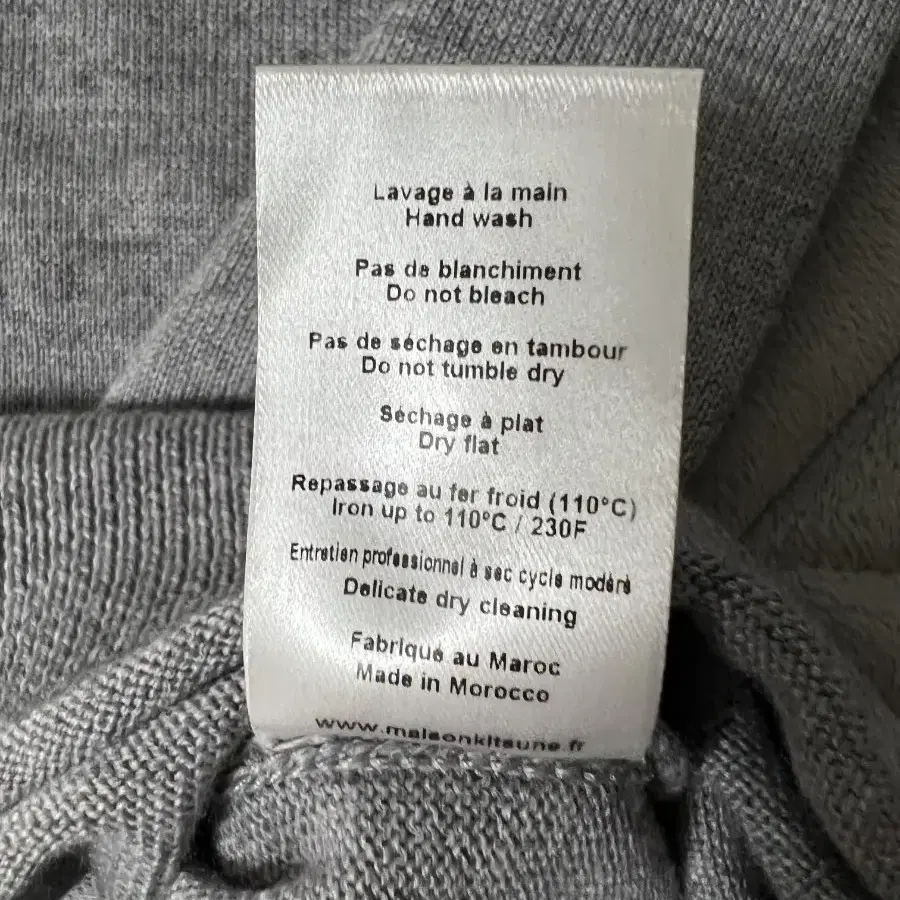 Lavage à la main
Hand wash
Pas de blanchiment
Do not bleach
Pas de séchage en tambour
Do not tumble dry
Séchage à plat
Dry flat
Repassage au fer froid (110°C)
Iron up to 110°C / 230F
Entretien professionnel à sec cycle modéré
Delicate dry cleaning
Fabriqué au Maroc
Made in Morocco
www.maisonkitsune.fr